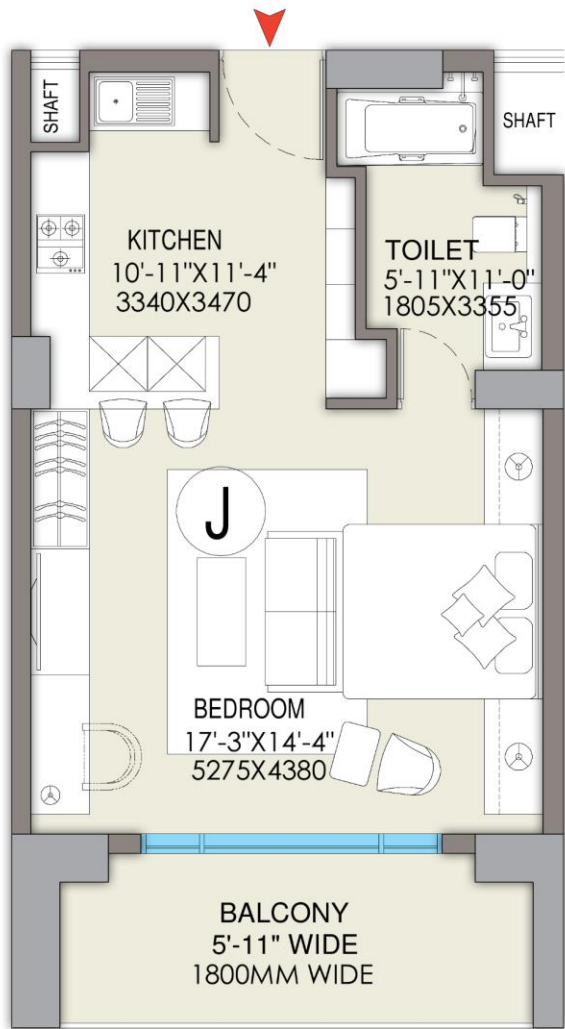 SHAFT
SHAFT
KITCHEN
10'-11"X11'-4"
3340X3470
TOILET
5'-11"X11'-0"
1805X3355
J
BEDROOM
17'-3"X14'-4"
5275X4380
BALCONY
5'-11" WIDE
1800MM WIDE